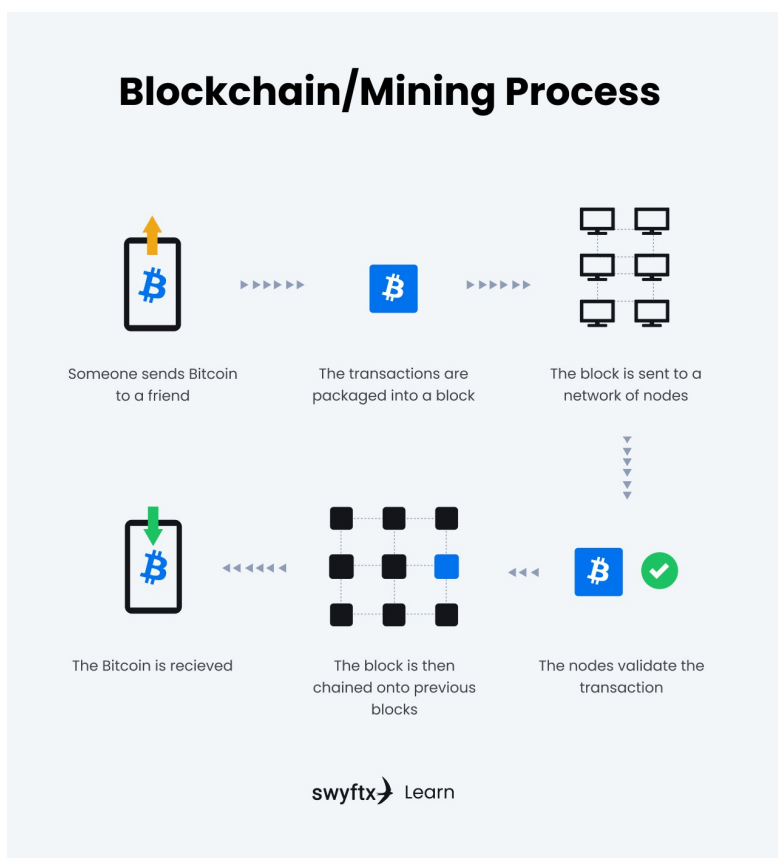 Blockchain/Mining Process
Someone sends Bitcoin
to a friend
The transactions are
packaged into a block
The block is sent to a
network of nodes
The nodes validate the
transaction
The block is then
chained onto previous
blocks
The Bitcoin is recieved
swyftx Learn